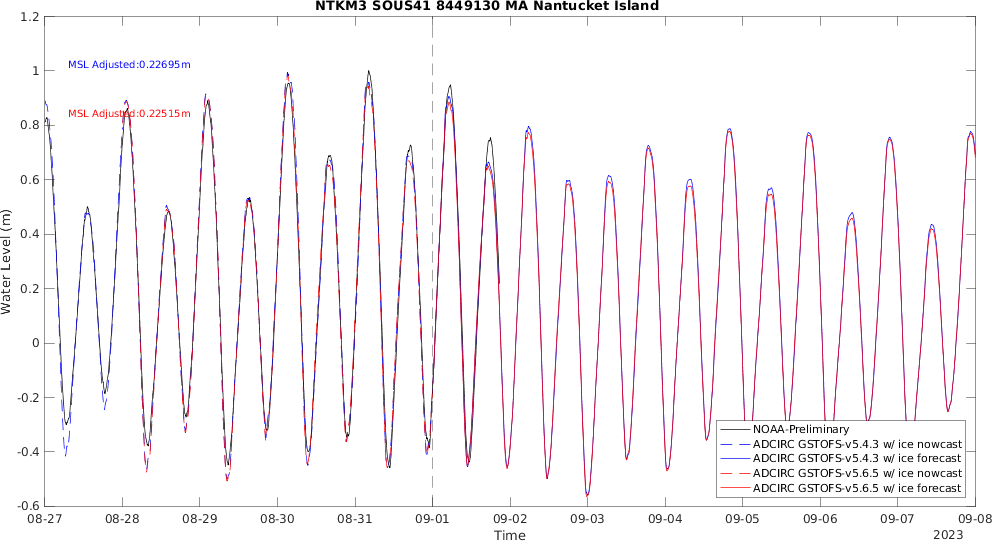 NTKM3 SOUS41 8449130 MA Nantucket Island
1.2
1
0.8
0.6
0.4
0.2
0
-0.2
-0.4
-0.6
Water Level (m)
MSL Adjusted:0.22695m
MSL Adjusted:0.22515m
NOAA-Preliminary
ADCIRC GSTOFS-v5.4.3 w/ ice nowcast
ADCIRC GSTOFS-v5.4.3 w/ ice forecast
ADCIRC GSTOFS-v5.6.5 w/ ice nowcast
ADCIRC GSTOFS-v5.6.5 w/ ice forecast
08-27 08-28 08-29 08-30 08-31 09-01 09-02 09-03 09-04 09-05 09-06 09-07 09-08
Time
2023